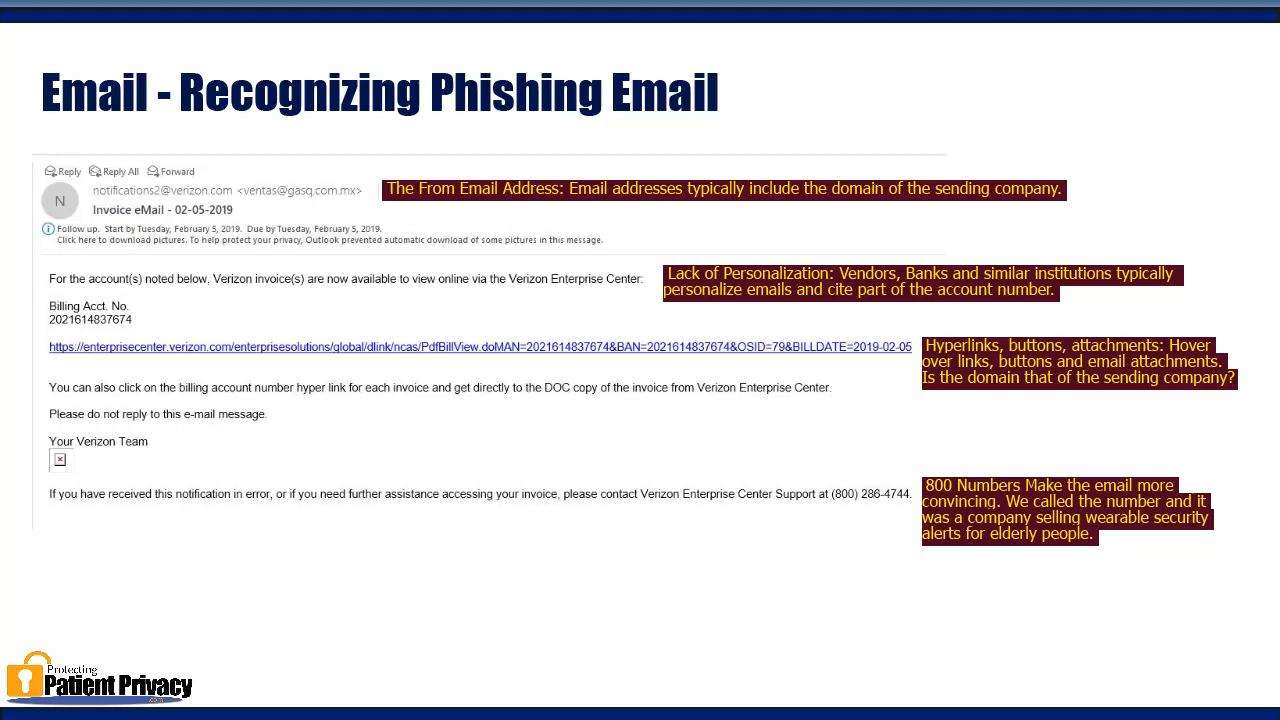 Email - Recognizing Phishing Email
Reply Reply All Forward
notifications2@verizon.com <ventas@gasq.com.mx>
The From Email Address: Email addresses typically include the domain of the sending company.
N
Invoice eMail - 02-05-2019
Follow up. Start by Tuesday, February 5, 2019. Due by Tuesday, February 5, 2019.
Click here to download pictures. To help protect your privacy, Outlook prevented automatic download of some pictures in this message.
For the account(s) noted below, Verizon invoice(s) are now available to view online via the Verizon Enterprise Center:
Lack of Personalization: Vendors, Banks and similar institutions typically
personalize emails and cite part of the account number.
Billing Acct. No.
2021614837674
https://enterprisecenter.verizon.com/enterprisesolutions/global/dlink/ncas/PdfBillView.doMAN=2021614837674&BAN=2021614837674&OSID=79&BILLDATE=2019-02-05
Hyperlinks, buttons, attachments: Hover
over links, buttons and email attachments.
Is the domain that of the sending company?
You can also click on the billing account number hyper link for each invoice and get directly to the DOC copy of the invoice from Verizon Enterprise Center.
Please do not reply to this e-mail message.
Your Verizon Team
If you have received this notification in error, or if you need further assistance accessing your invoice, please contact Verizon Enterprise Center Support at (800) 286-4744.
800 Numbers Make the email more
convincing. We called the number and it
was a company selling wearable security
alerts for elderly people.
Protecting
Patient Privacy
.com